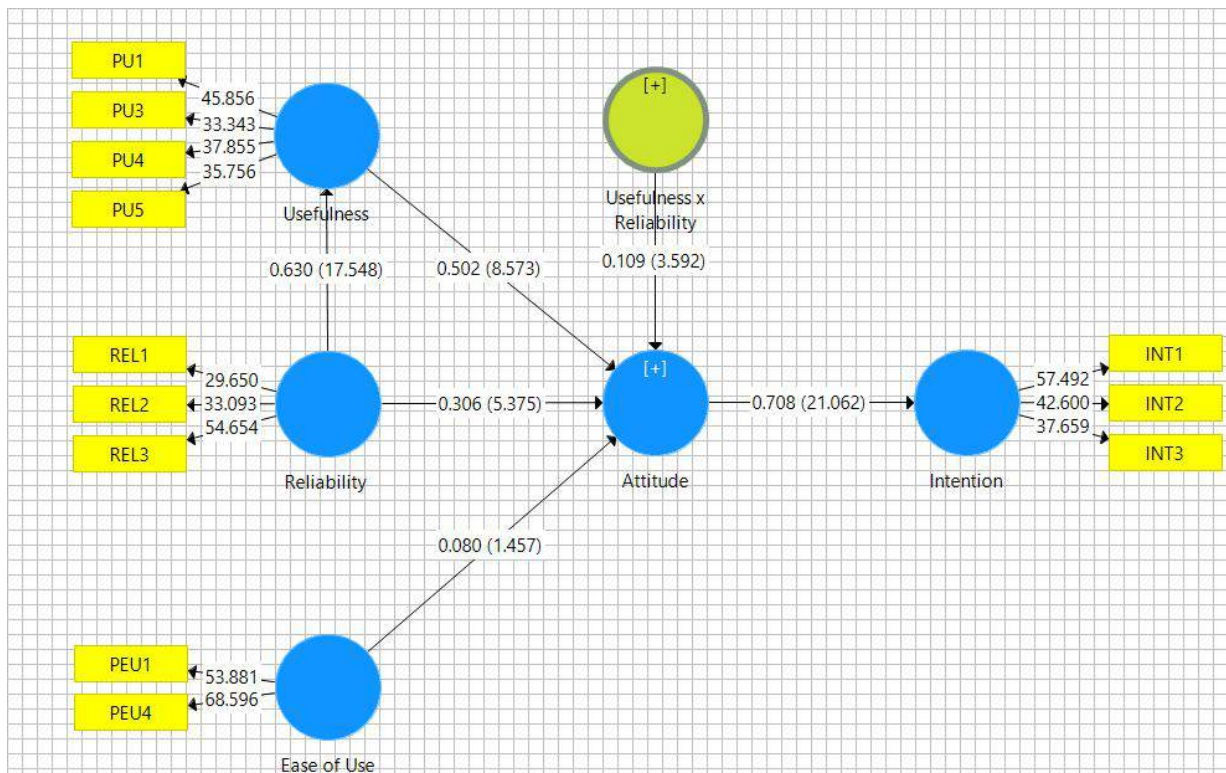 PU1
PU3
PU4
PU5
45.856
33.343
37.855
35.756
Usefulness
[+]
Usefulness x
Reliability
0.630 (17.548)
0.502 (8.573)
0.109 (3.592)
REL1
REL2
REL3
29.650
33.093
54.654
Reliability
0.306 (5.375)
[+]
Attitude
0.708 (21.062)
Intention
57.492
42.600
37.659
INT1
INT2
INT3
0.080 (1.457)
PEU1
PEU4
53.881
68.596
Ease of Use